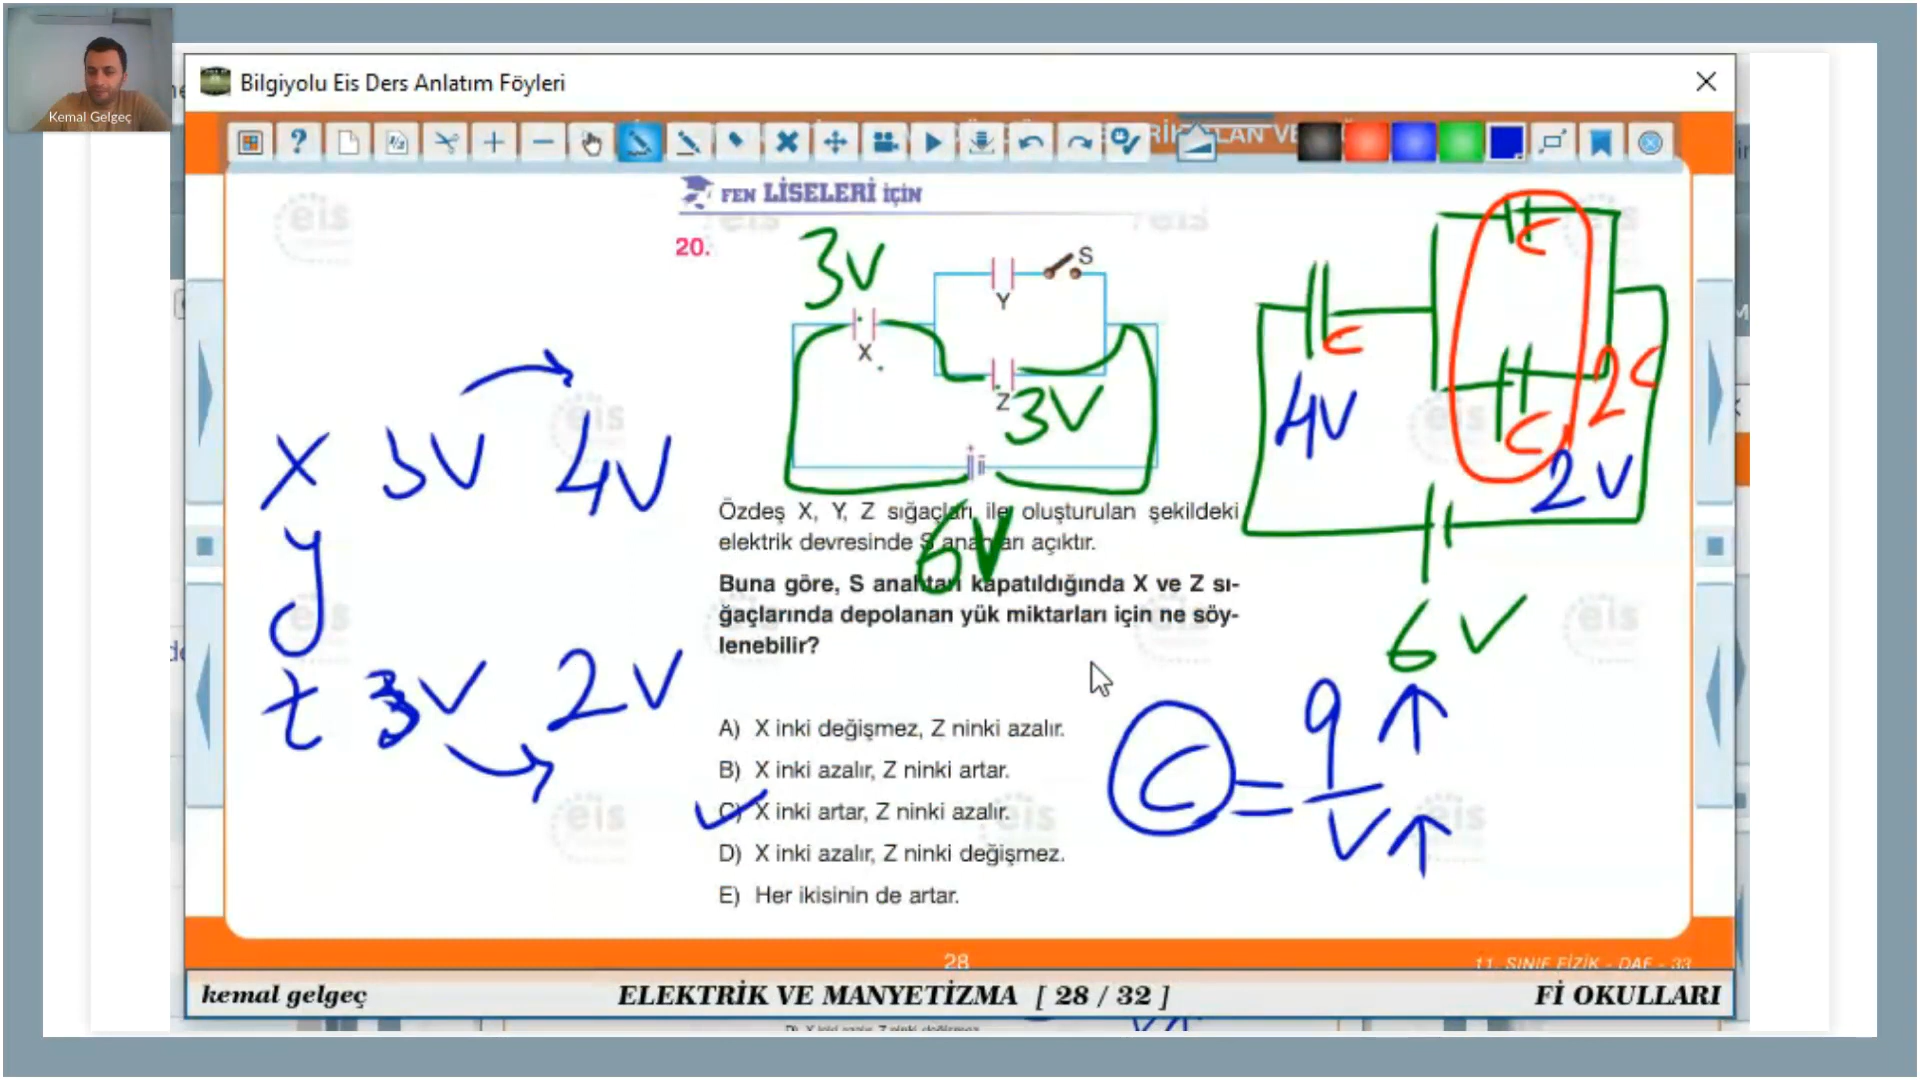 Kemal Gelgeç
Bilgiyolu Eis Ders Anlatım Föyleri
FEN LİSELERİ İÇİN
20.
3V
S
Y
X
Z
3V
6V
C
C
C
2C
4V
2V
6V
X 3V 4V
Y
Z 3V 2V
Özdeş X, Y, Z sığaçları ile oluşturulan şekildeki
elektrik devresinde S anahtarı açıktır.
Buna göre, S anahtarı kapatıldığında X ve Z sı-
ğaçlarında depolanan yük miktarları için ne söy-
lenebilir?
A) X inki değişmez, Z ninki azalır.
B) X inki azalır, Z ninki artar.
C) X inki artar, Z ninki azalır.
D) X inki azalır, Z ninki değişmez.
E) Her ikisinin de artar.
C = q / V
eis
28
11. SINIF FİZİK - DAF - 33
kemal gelgeç
ELEKTRİK VE MANYETİZMA [ 28 / 32 ]
Fİ OKULLARI